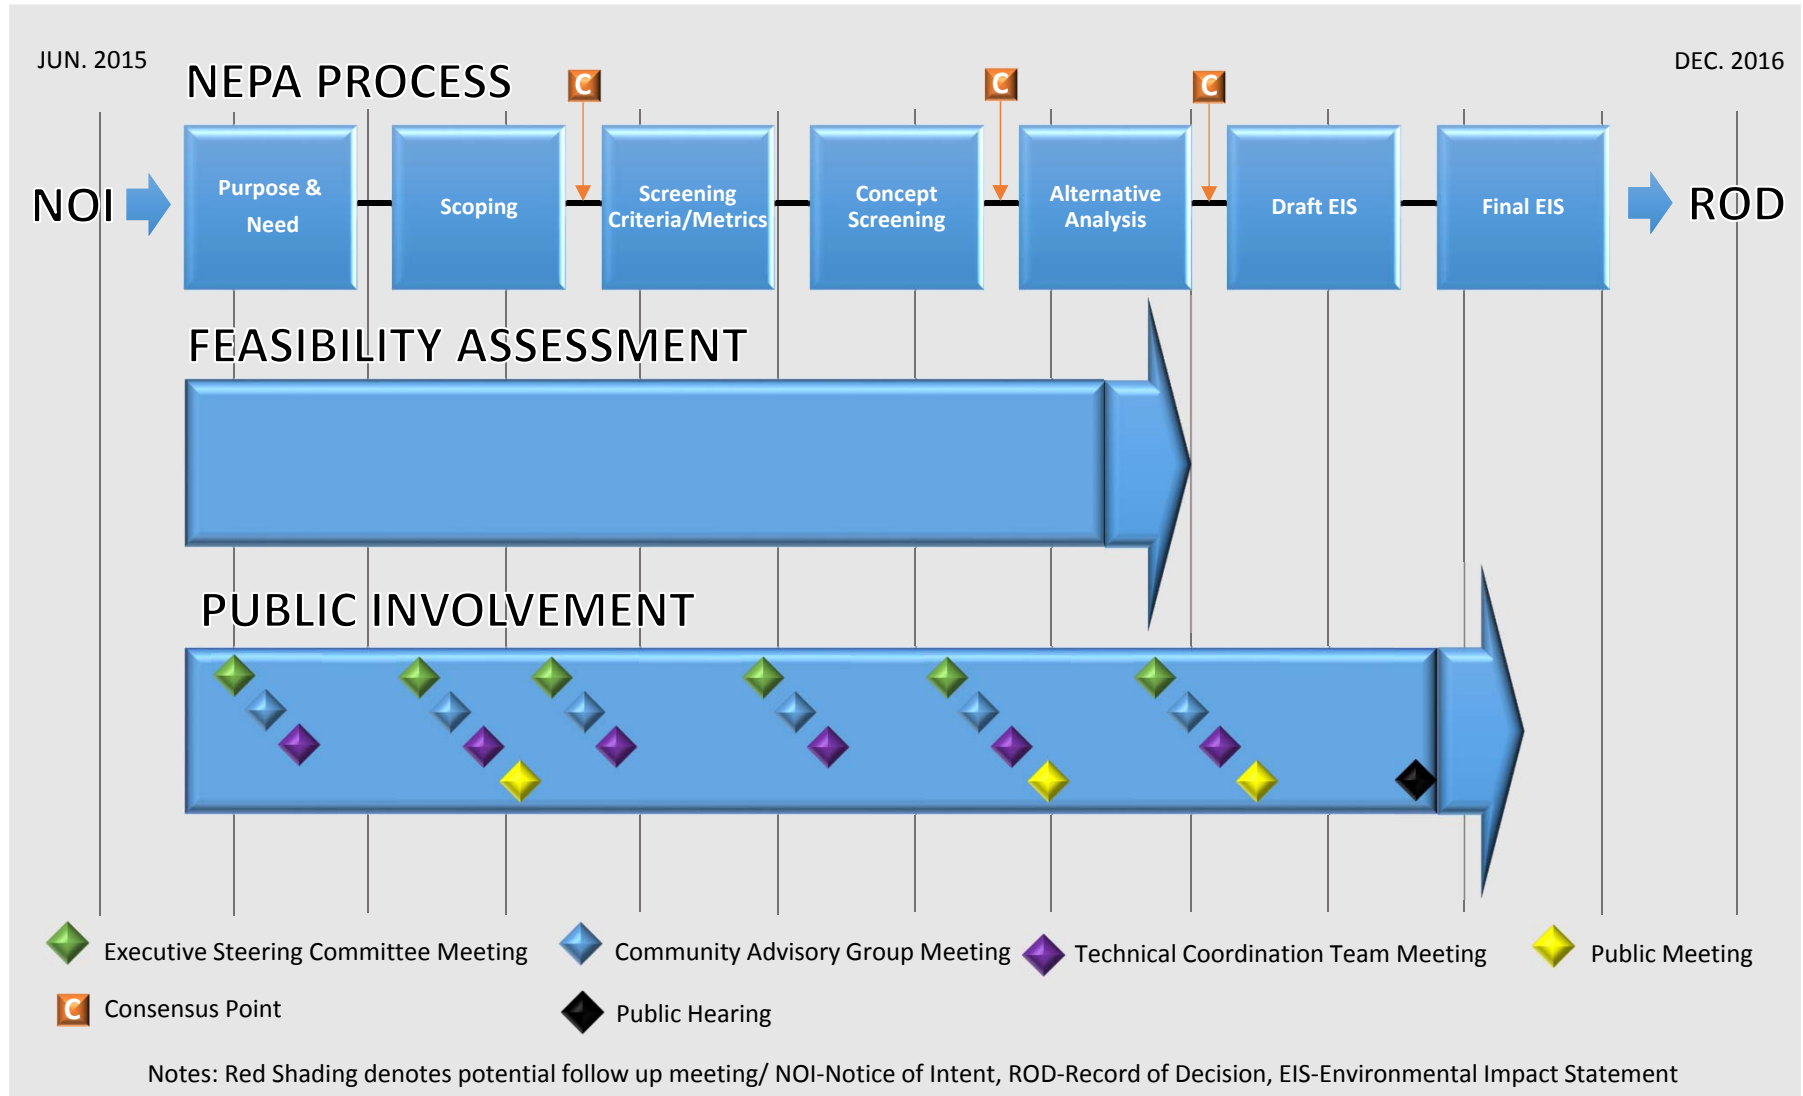 JUN. 2015
DEC. 2016
NEPA PROCESS
C
C
C
NOI
Purpose &
Need
Scoping
Screening
Criteria/Metrics
Concept
Screening
Alternative
Analysis
Draft EIS
Final EIS
ROD
FEASIBILITY ASSESSMENT
PUBLIC INVOLVEMENT
Executive Steering Committee Meeting
Community Advisory Group Meeting
Technical Coordination Team Meeting
Public Meeting
C
Consensus Point
Public Hearing
Notes: Red Shading denotes potential follow up meeting/ NOI-Notice of Intent, ROD-Record of Decision, EIS-Environmental Impact Statement